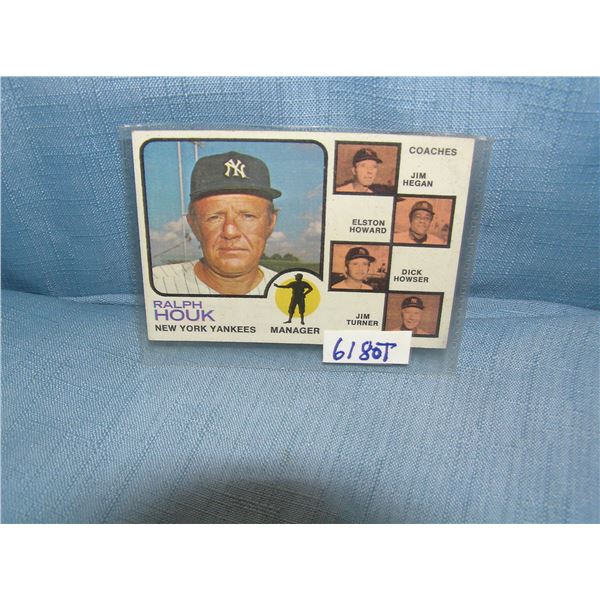 NY
COACHES
JIM
HEGAN
ELSTON
HOWARD
DICK
HOWSER
JIM
TURNER
RALPH
HOUK
NEW YORK YANKEES
MANAGER
6180T